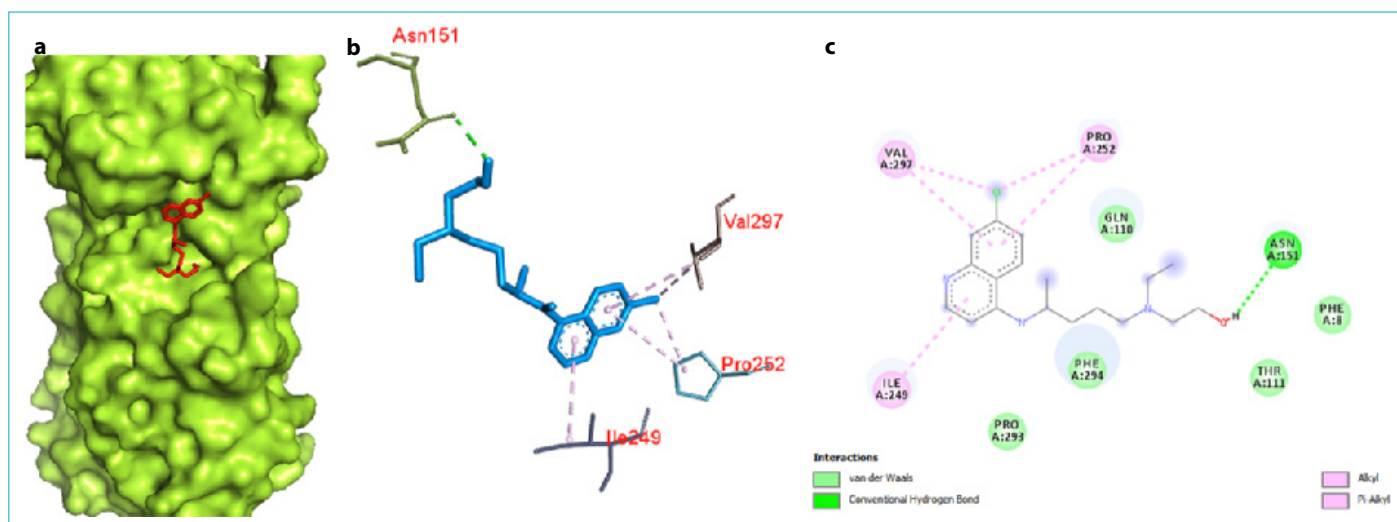 a
b
c
Asn151
Val297
Pro252
Ile249
VAL
A:297
PRO
A:252
GLN
A:110
ASN
A:151
PHE
A:8
PHE
A:294
THR
A:111
ILE
A:249
PRO
A:293
N
N
N
O
H
Interactions
van der Waals
Conventional Hydrogen Bond
Alkyl
Pi-Alkyl